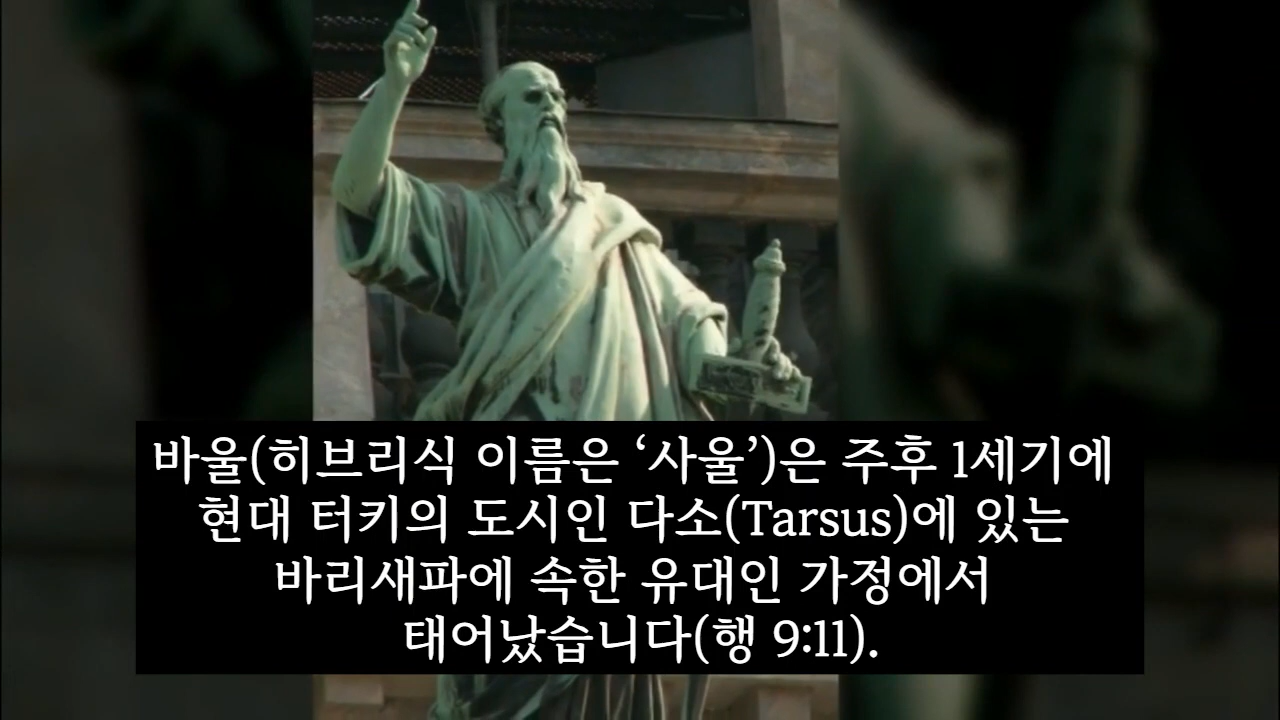 바울(히브리식 이름은 ‘사울’)은 주후 1세기에
현대 터키의 도시인 다소(Tarsus)에 있는
바리새파에 속한 유대인 가정에서
태어났습니다(행 9:11).